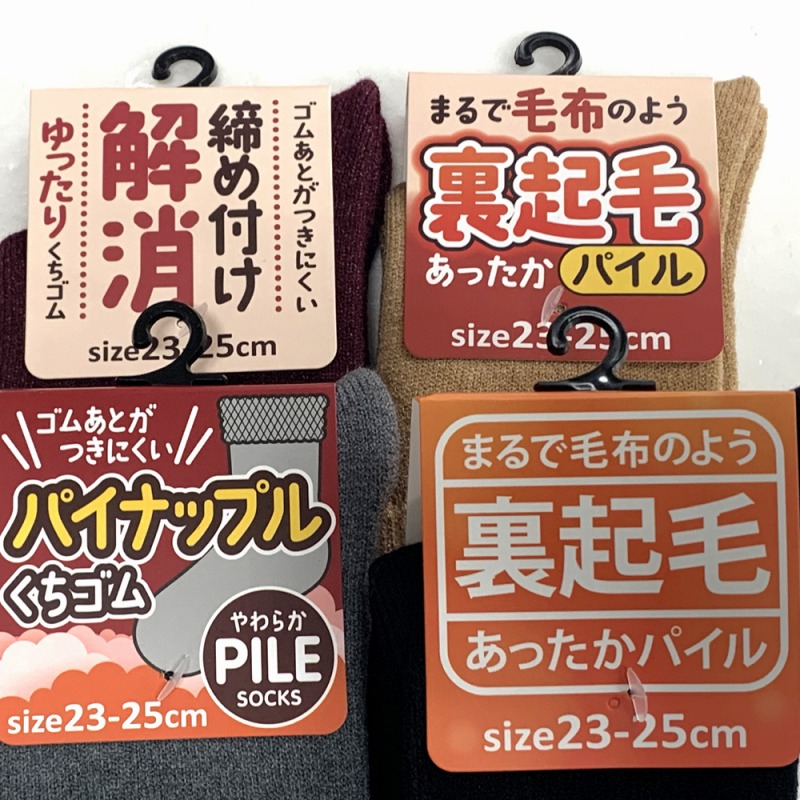 ゴムあとがつきにくい
締め付け
解消
ゆったりくちゴム
size23-25cm
まるで毛布のよう
裏起毛
あったか パイル
size23-25cm
ゴムあとが
つきにくい
パイナップル
くちゴム
やわらか
PILE
SOCKS
size23-25cm
まるで毛布のよう
裏起毛
あったかパイル
size23-25cm